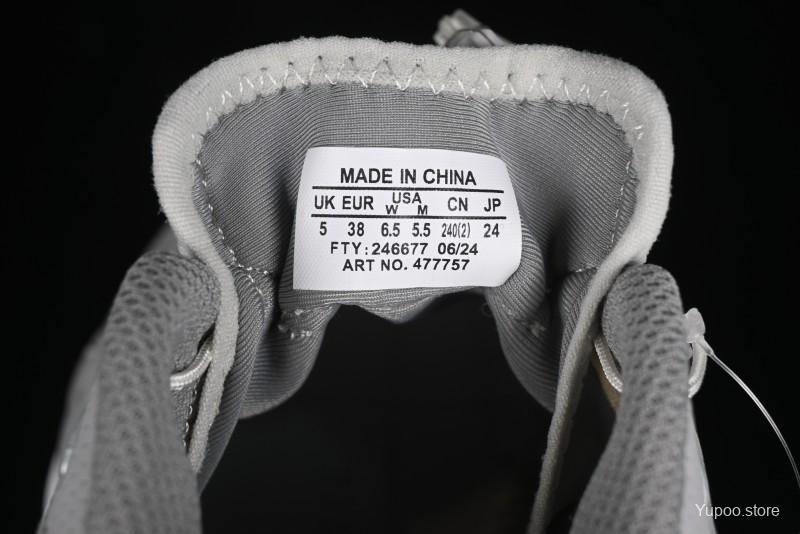 MADE IN CHINA
UK EUR USA W M CN JP
5 38 6.5 5.5 240(2) 24
FTY: 246677 06/24
ART NO. 477757
Yupoo.store